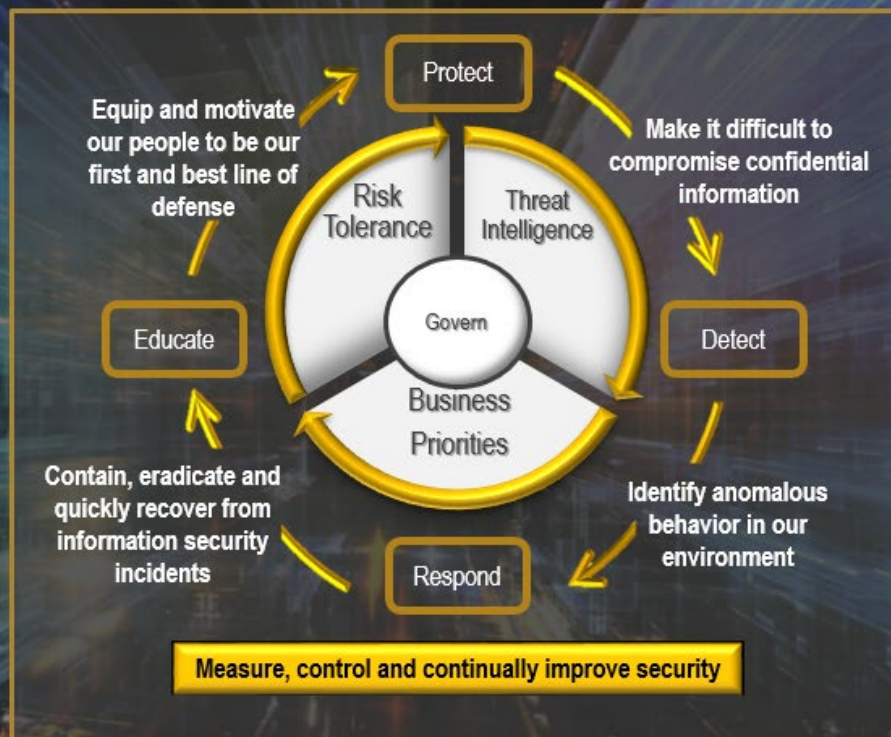 Protect
Equip and motivate
our people to be our
first and best line of
defense
Make it difficult to
compromise confidential
information
Risk
Tolerance
Threat
Intelligence
Govern
Educate
Detect
Business
Priorities
Contain, eradicate and
quickly recover from
information security
incidents
Identify anomalous
behavior in our
environment
Respond
Measure, control and continually improve security